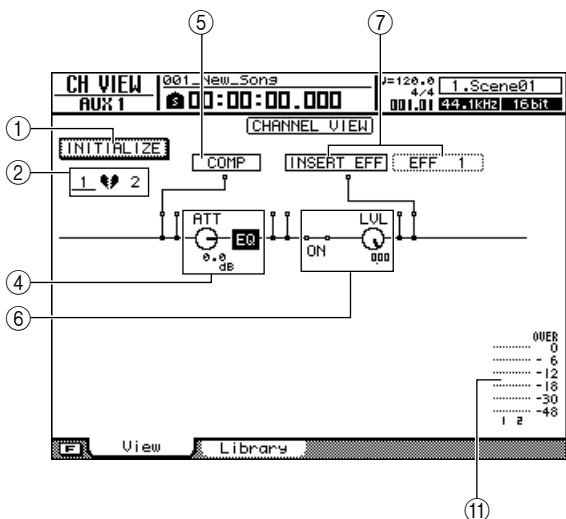 ⑤ ⑦
CH VIEW 001_New_Song ♩=120.0 4/4 1.Scene01
AUX 1 S 00:00:00.000 001.01 44.1kHz 16bit
CHANNEL VIEW
①
INITIALIZE COMP INSERT EFF EFF 1
②
1 2
ATT LVL
EQ ON
0.0 000
dB
④
⑥
OVER
0
- 6
-12
-18
-30
-48
1 2
F View Library
⑪